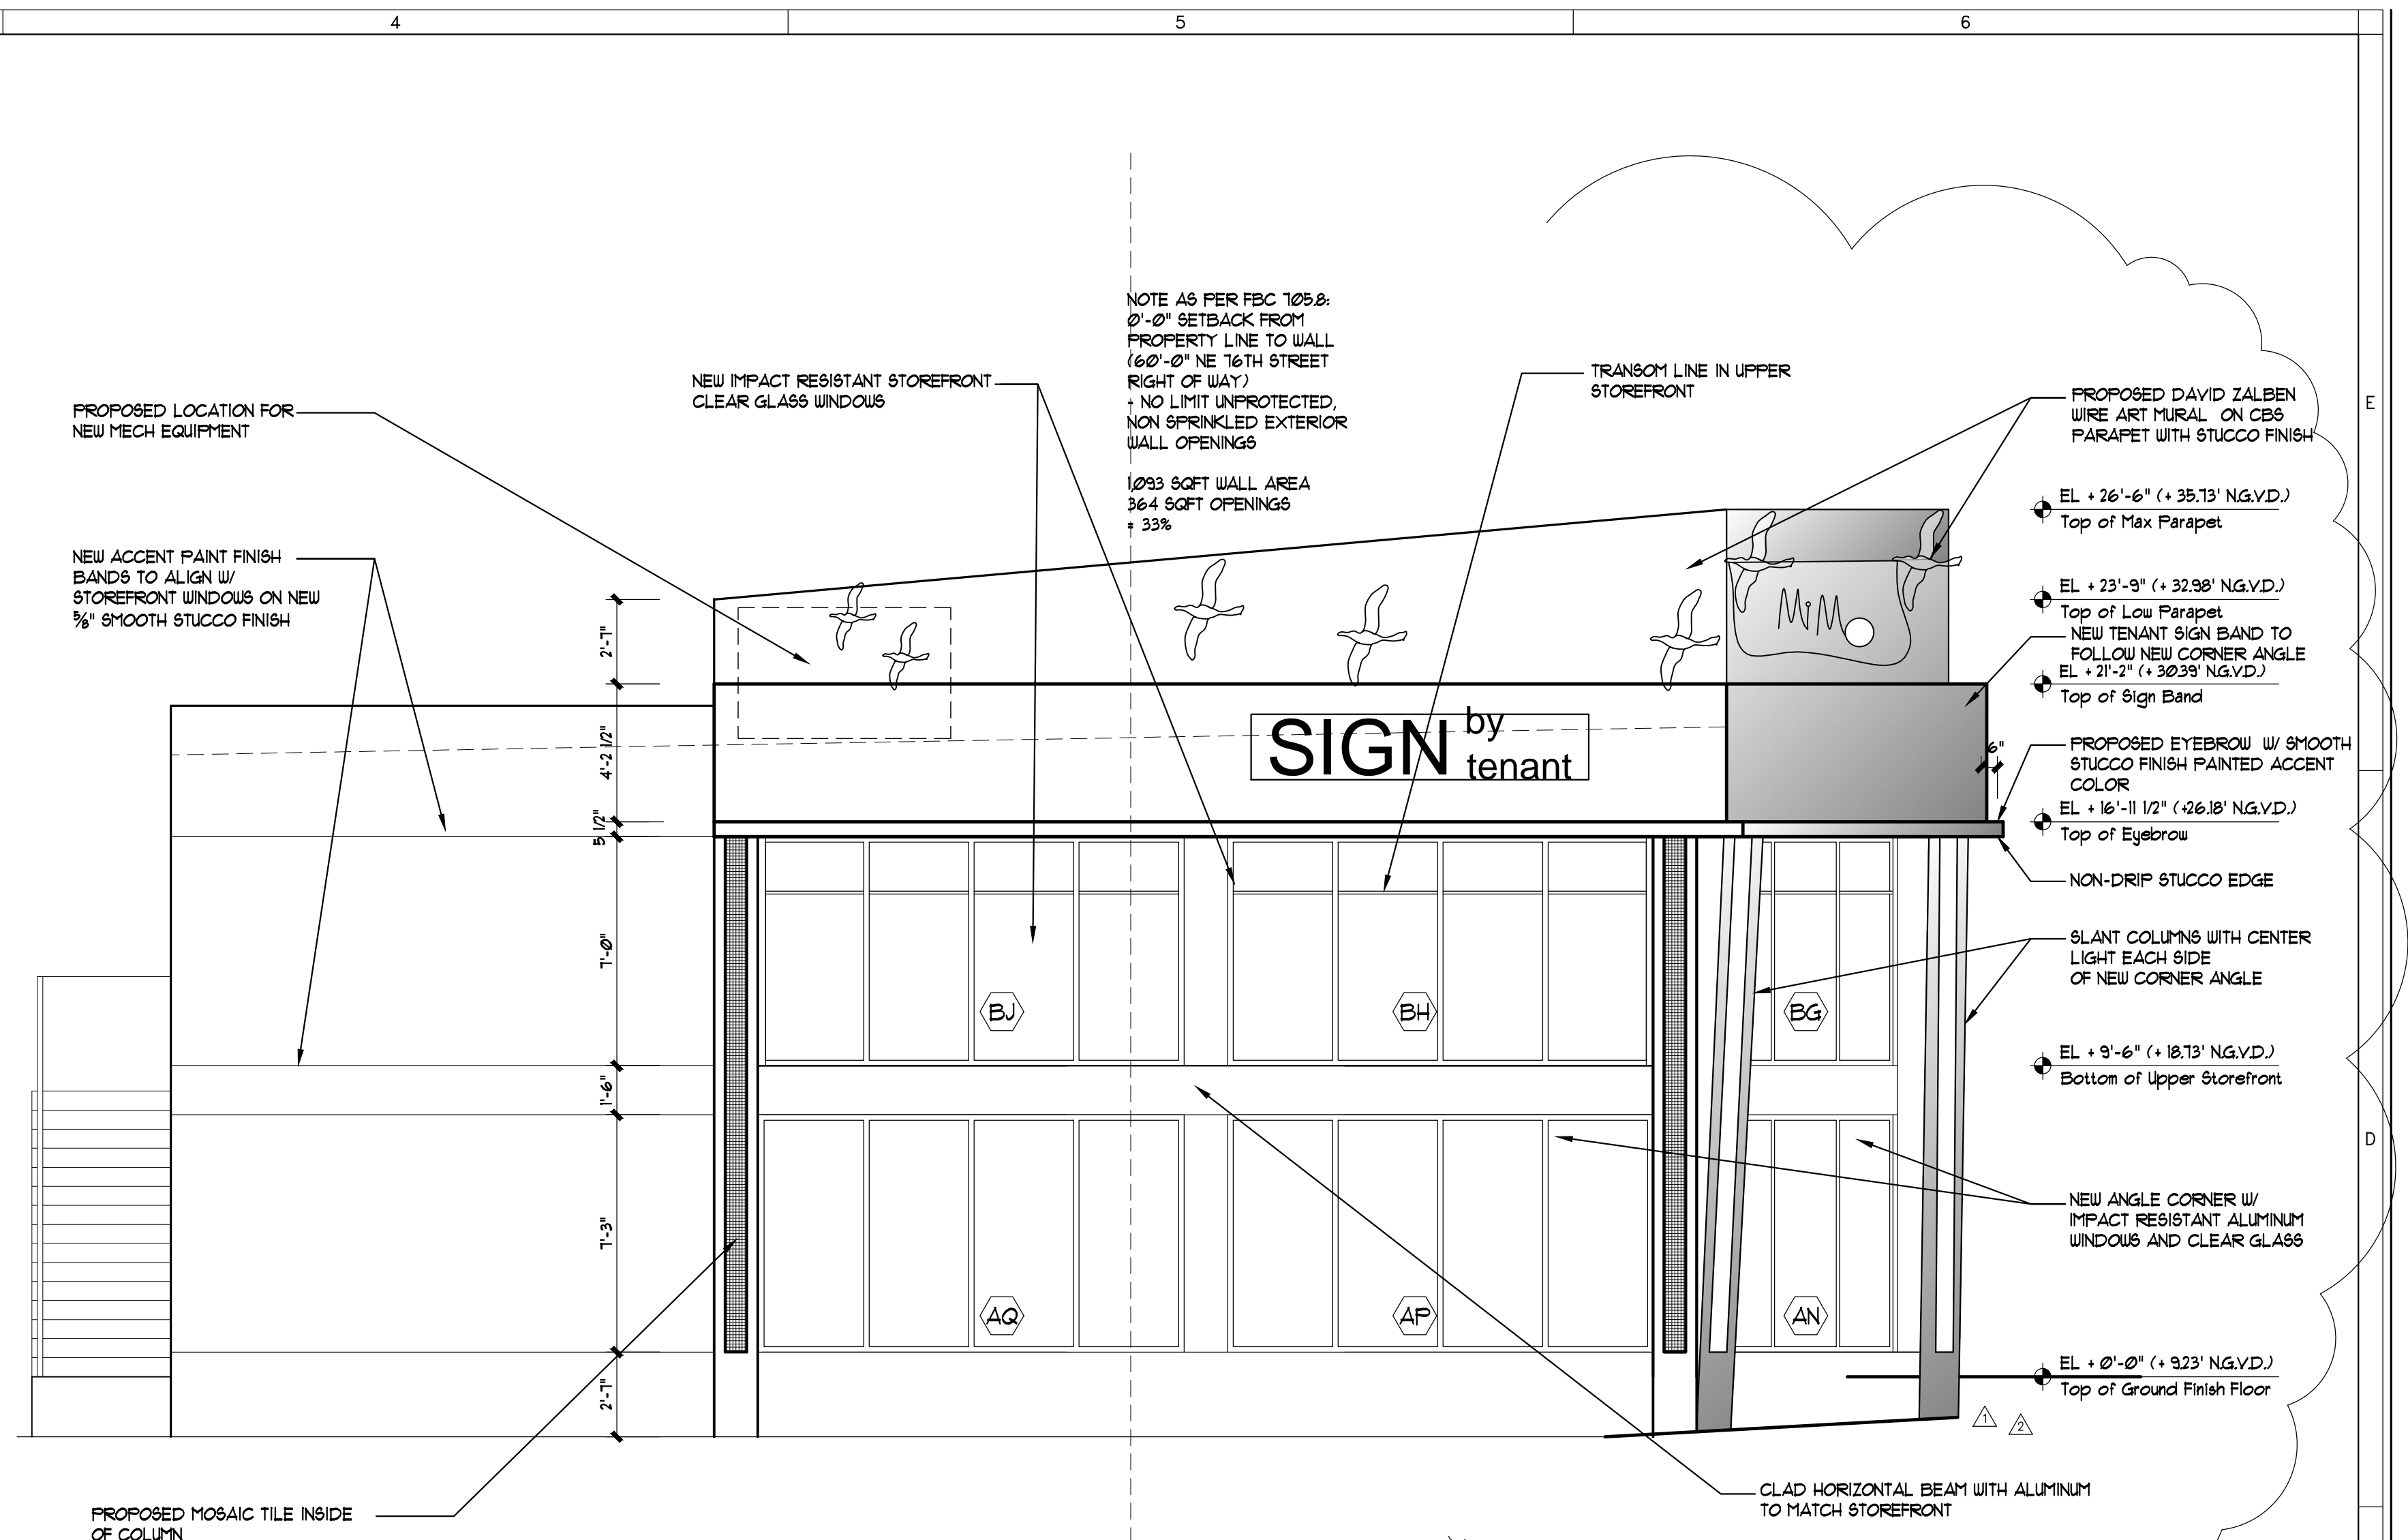 4
5
6
NOTE AS PER FBC 705.8:
0'-0" SETBACK FROM
PROPERTY LINE TO WALL
(60'-0" NE 76TH STREET
RIGHT OF WAY)
- NO LIMIT UNPROTECTED,
NON SPRINKLED EXTERIOR
WALL OPENINGS
1,093 SQFT WALL AREA
364 SQFT OPENINGS
= 33%
PROPOSED LOCATION FOR
NEW MECH EQUIPMENT
NEW IMPACT RESISTANT STOREFRONT
CLEAR GLASS WINDOWS
TRANSOM LINE IN UPPER
STOREFRONT
PROPOSED DAVID ZALBEN
WIRE ART MURAL ON CBS
PARAPET WITH STUCCO FINISH
E
NEW ACCENT PAINT FINISH
BANDS TO ALIGN W/
STOREFRONT WINDOWS ON NEW
5/8" SMOOTH STUCCO FINISH
EL + 26'-6" (+ 35.73' N.G.V.D.)
Top of Max Parapet
EL + 23'-9" (+ 32.98' N.G.V.D.)
Top of Low Parapet
NEW TENANT SIGN BAND TO
FOLLOW NEW CORNER ANGLE
EL + 21'-2" (+ 30.39' N.G.V.D.)
Top of Sign Band
MiMo
SIGN by
tenant
6"
PROPOSED EYEBROW W/ SMOOTH
STUCCO FINISH PAINTED ACCENT
COLOR
EL + 16'-11 1/2" (+26.18' N.G.V.D.)
Top of Eyebrow
NON-DRIP STUCCO EDGE
SLANT COLUMNS WITH CENTER
LIGHT EACH SIDE
OF NEW CORNER ANGLE
2'-7"
4'-2 1/2"
5 1/2"
7'-0"
1'-6"
7'-3"
2'-7"
BJ
BH
BG
EL + 9'-6" (+ 18.73' N.G.V.D.)
Bottom of Upper Storefront
D
NEW ANGLE CORNER W/
IMPACT RESISTANT ALUMINUM
WINDOWS AND CLEAR GLASS
AQ
AP
AN
EL + 0'-0" (+ 9.23' N.G.V.D.)
Top of Ground Finish Floor
1
2
CLAD HORIZONTAL BEAM WITH ALUMINUM
TO MATCH STOREFRONT
PROPOSED MOSAIC TILE INSIDE
OF COLUMN